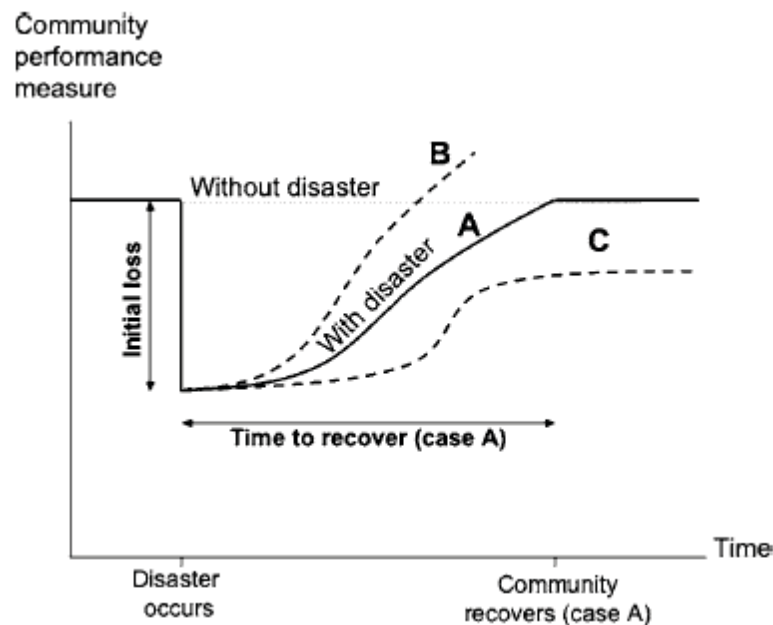 Community
performance
measure
B
Without disaster
A
C
With disaster
Initial loss
Time to recover (case A)
Time
Disaster
occurs
Community
recovers (case A)